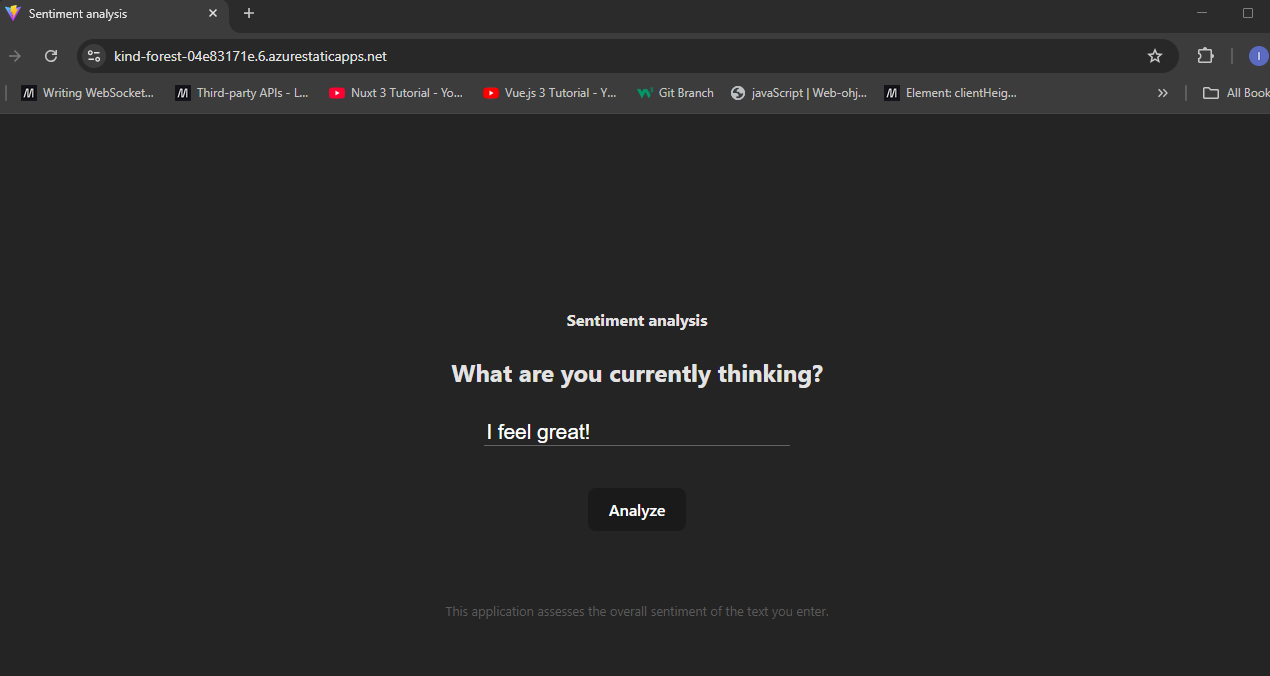 Sentiment analysis
kind-forest-04e83171e.6.azurestaticapps.net
I
Writing WebSocket... Third-party APIs - L... Nuxt 3 Tutorial - Yo... Vue.js 3 Tutorial - Y... Git Branch javaScript | Web-ohj... Element: clientHeig... All Book
Sentiment analysis
What are you currently thinking?
I feel great!
Analyze
This application assesses the overall sentiment of the text you enter.